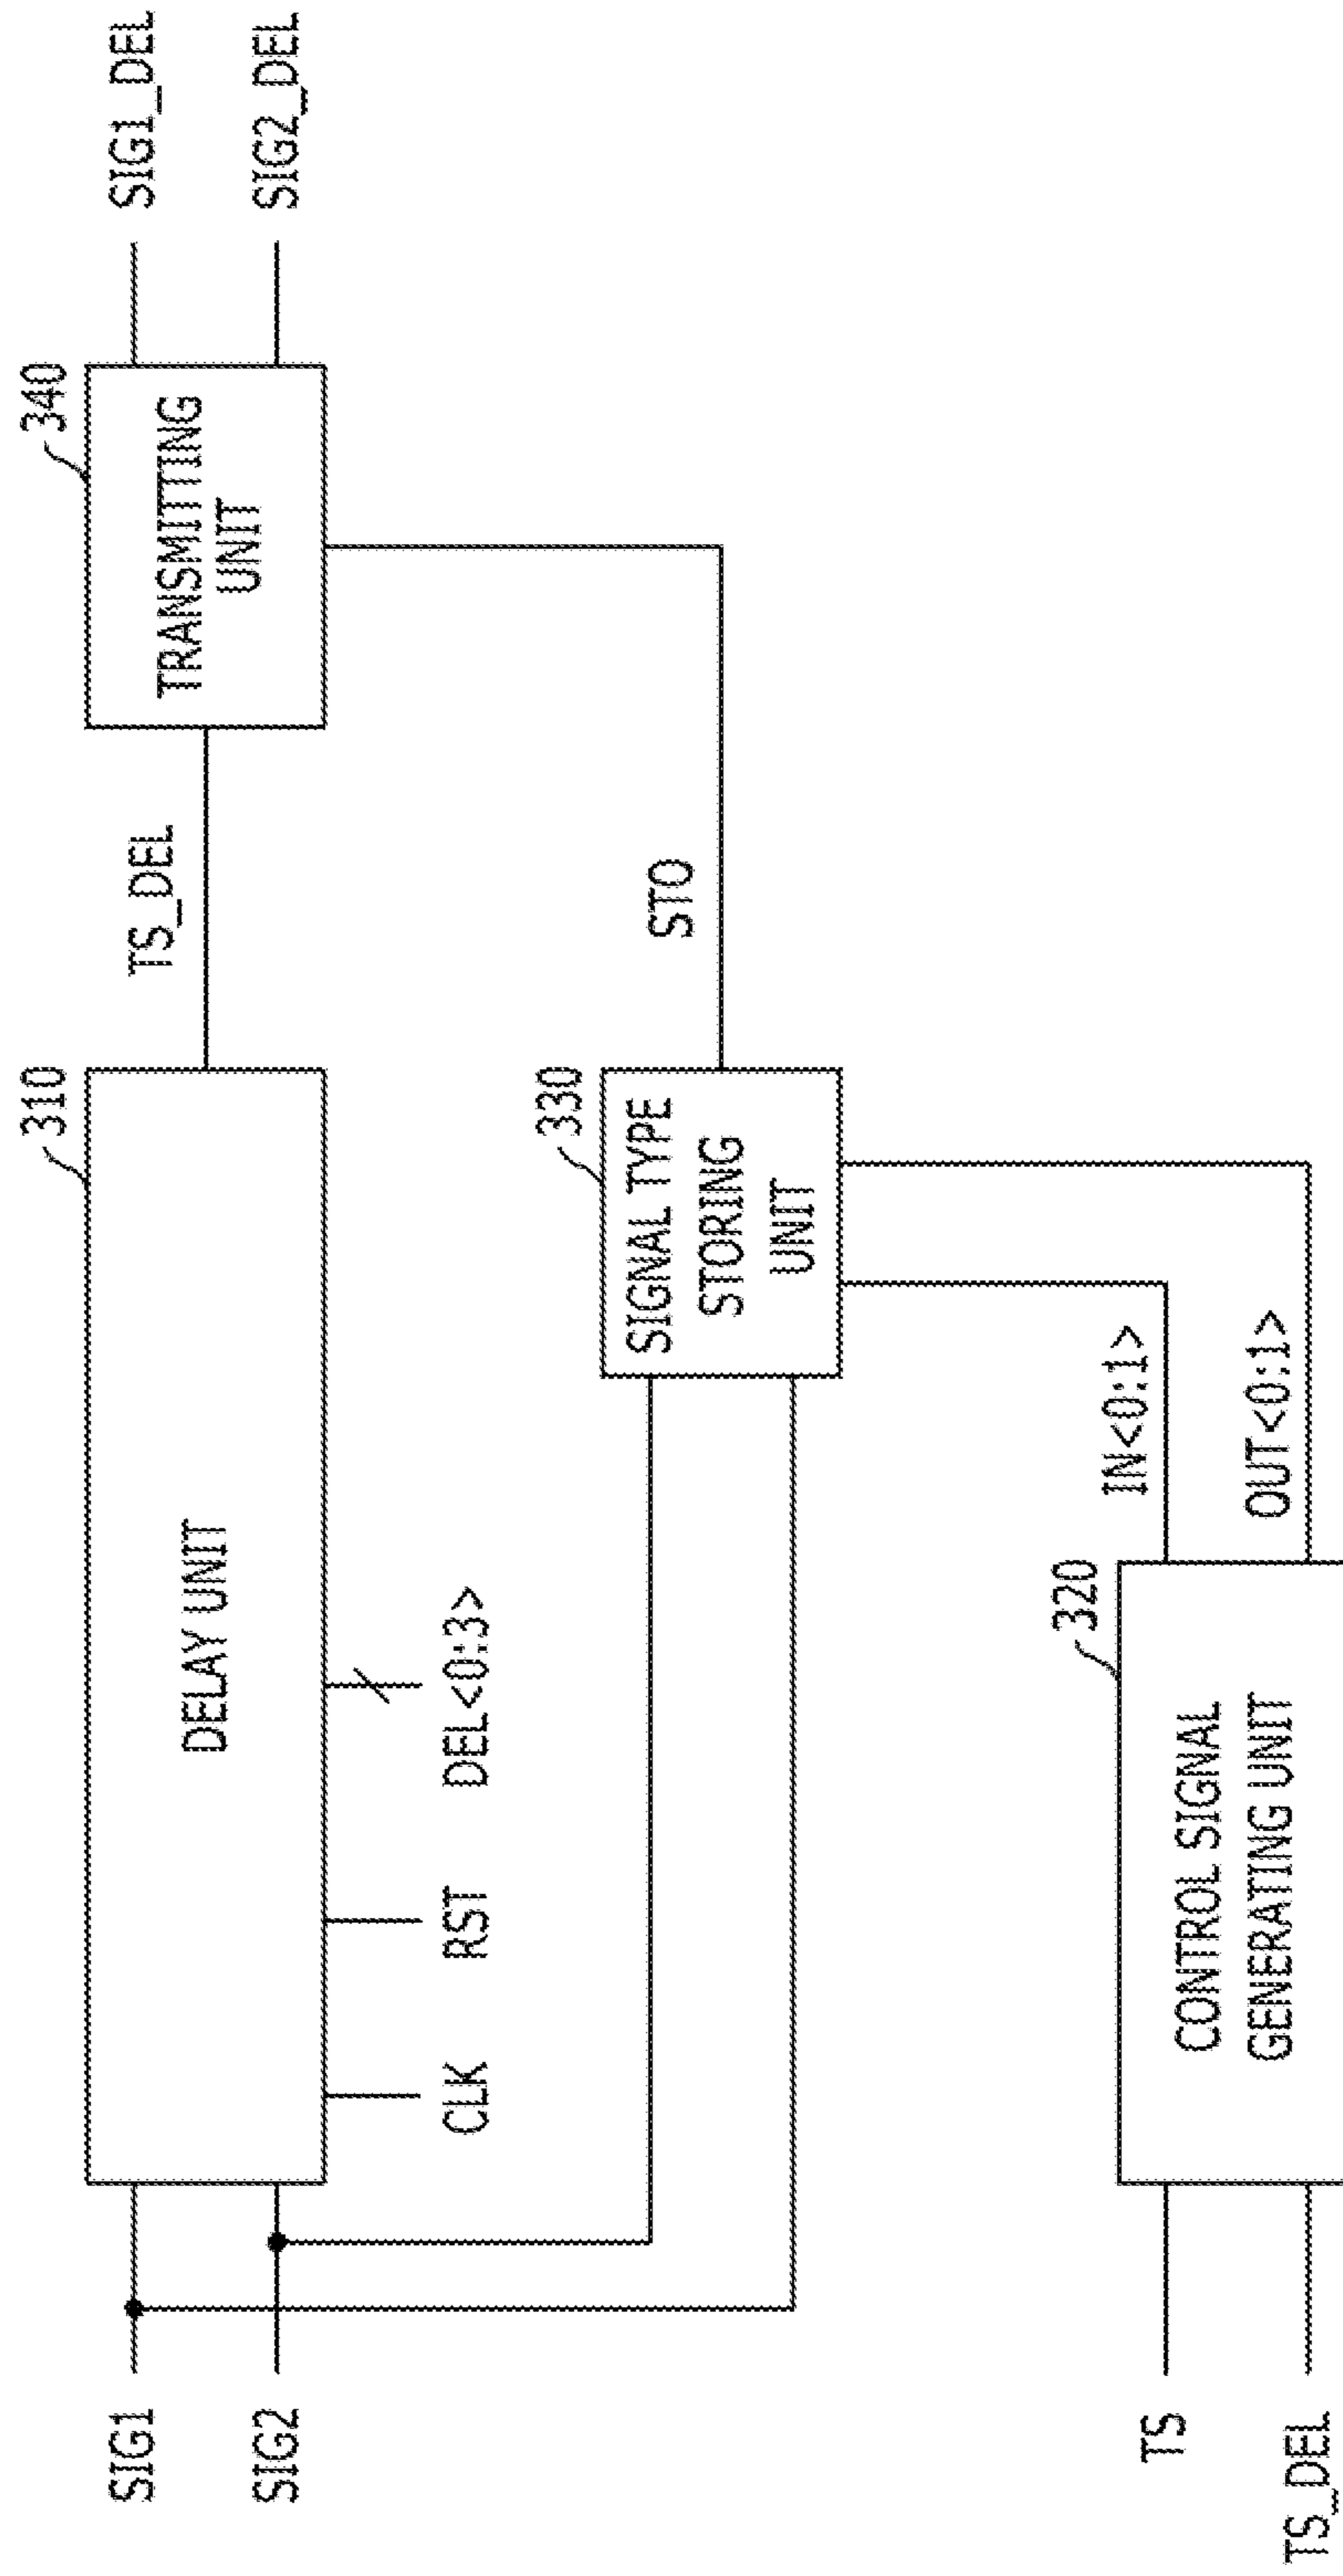 SIG1
SIG2
310
DELAY UNIT
CLK
RST
DEL<0:3>
TS_DEL
340
TRANSMITTING
UNIT
SIG1_DEL
SIG2_DEL
330
SIGNAL TYPE
STORING
UNIT
STO
TS
TS_DEL
320
CONTROL SIGNAL
GENERATING UNIT
IN<0:1>
OUT<0:1>